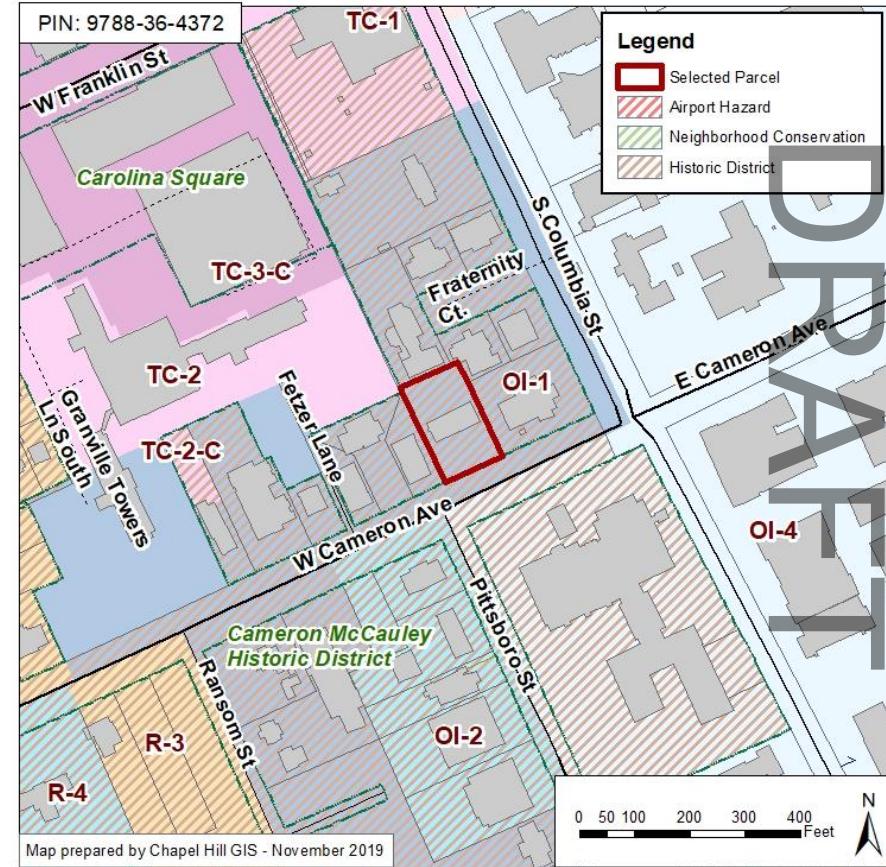 PIN: 9788-36-4372
TC-1
Legend
Selected Parcel
Airport Hazard
Neighborhood Conservation
Historic District
W Franklin St
Carolina Square
TC-3-C
S Columbia St
Fraternity
Ct.
DRAFT
E Cameron Ave
TC-2
OI-1
Fetzer Lane
Granville Towers
Ln South
TC-2-C
W Cameron Ave
OI-4
Cameron McCauley
Historic District
Pittsboro St
Ransom St
R-3
OI-2
R-4
N
0 50 100 200 300 400
Feet
Map prepared by Chapel Hill GIS - November 2019